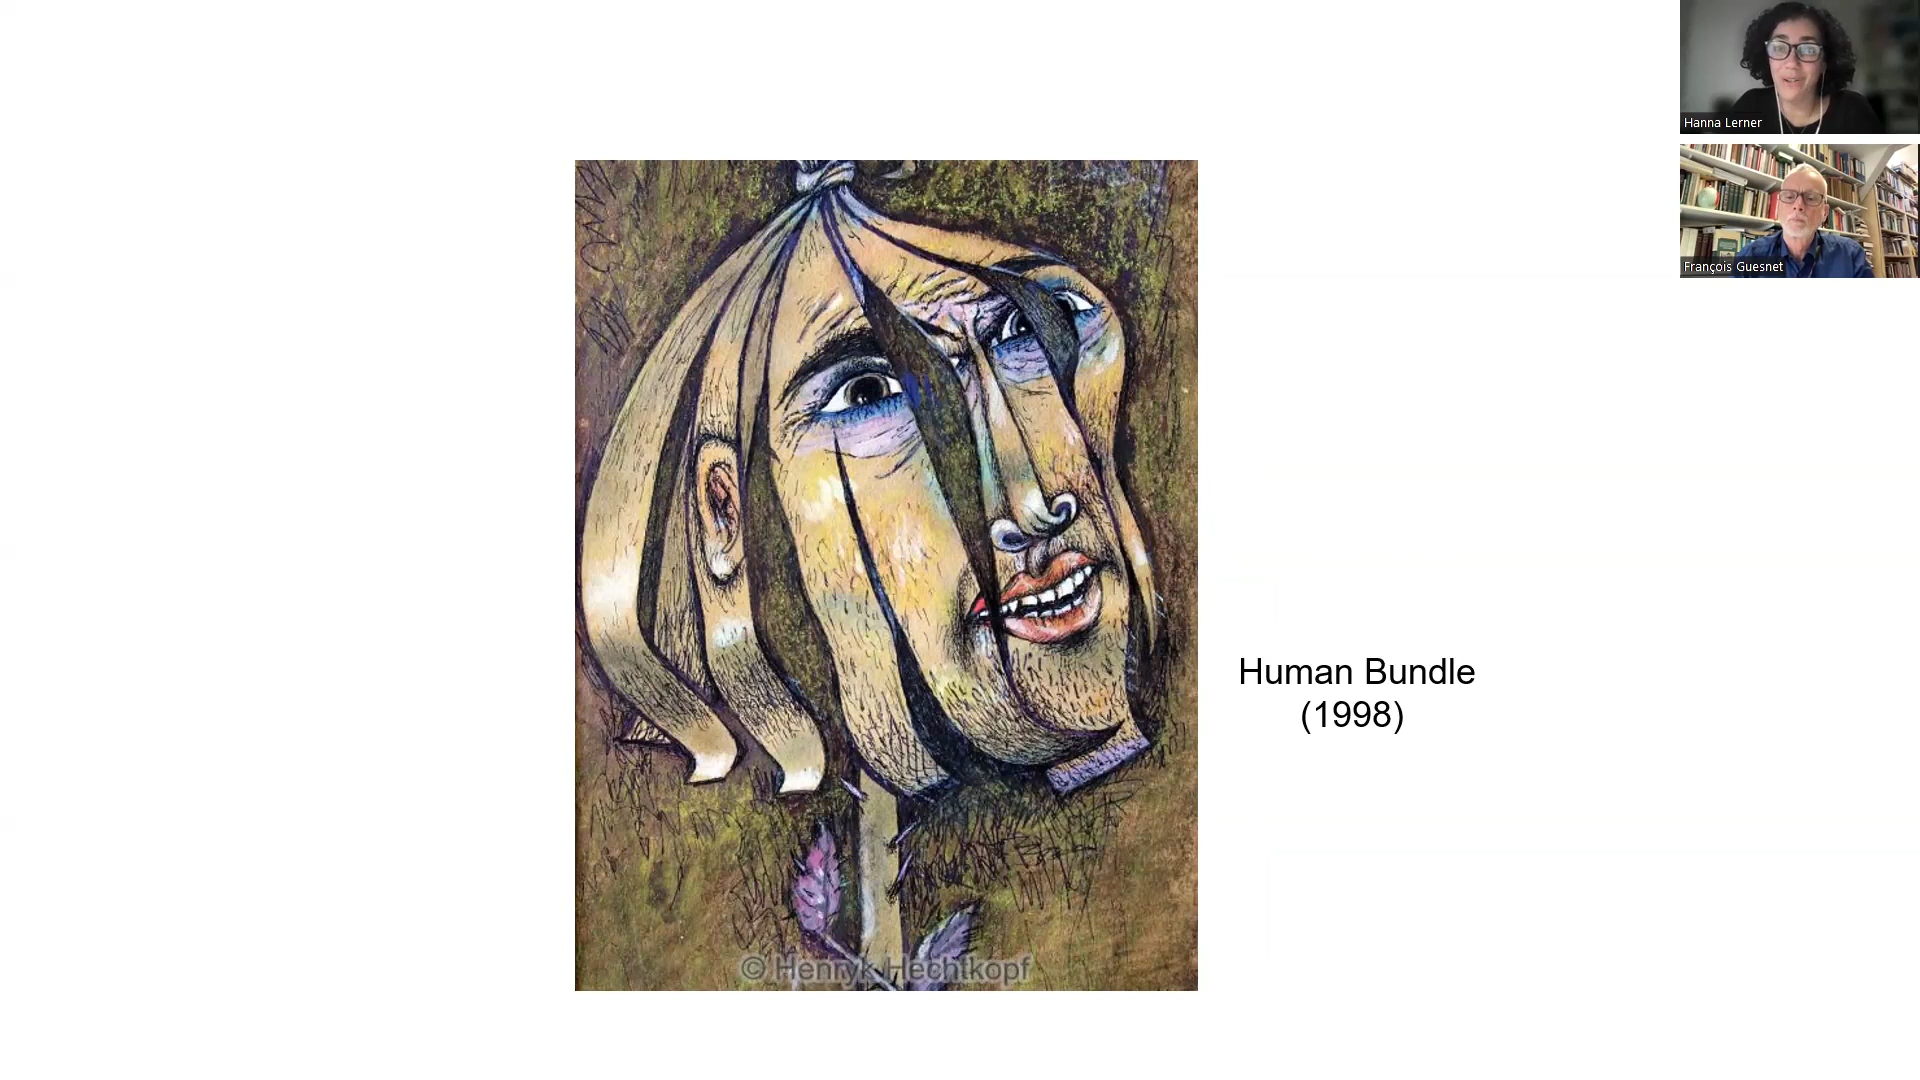 Hanna Lerner
François Guesnet
Human Bundle
(1998)
© Henryk Hechtkopf